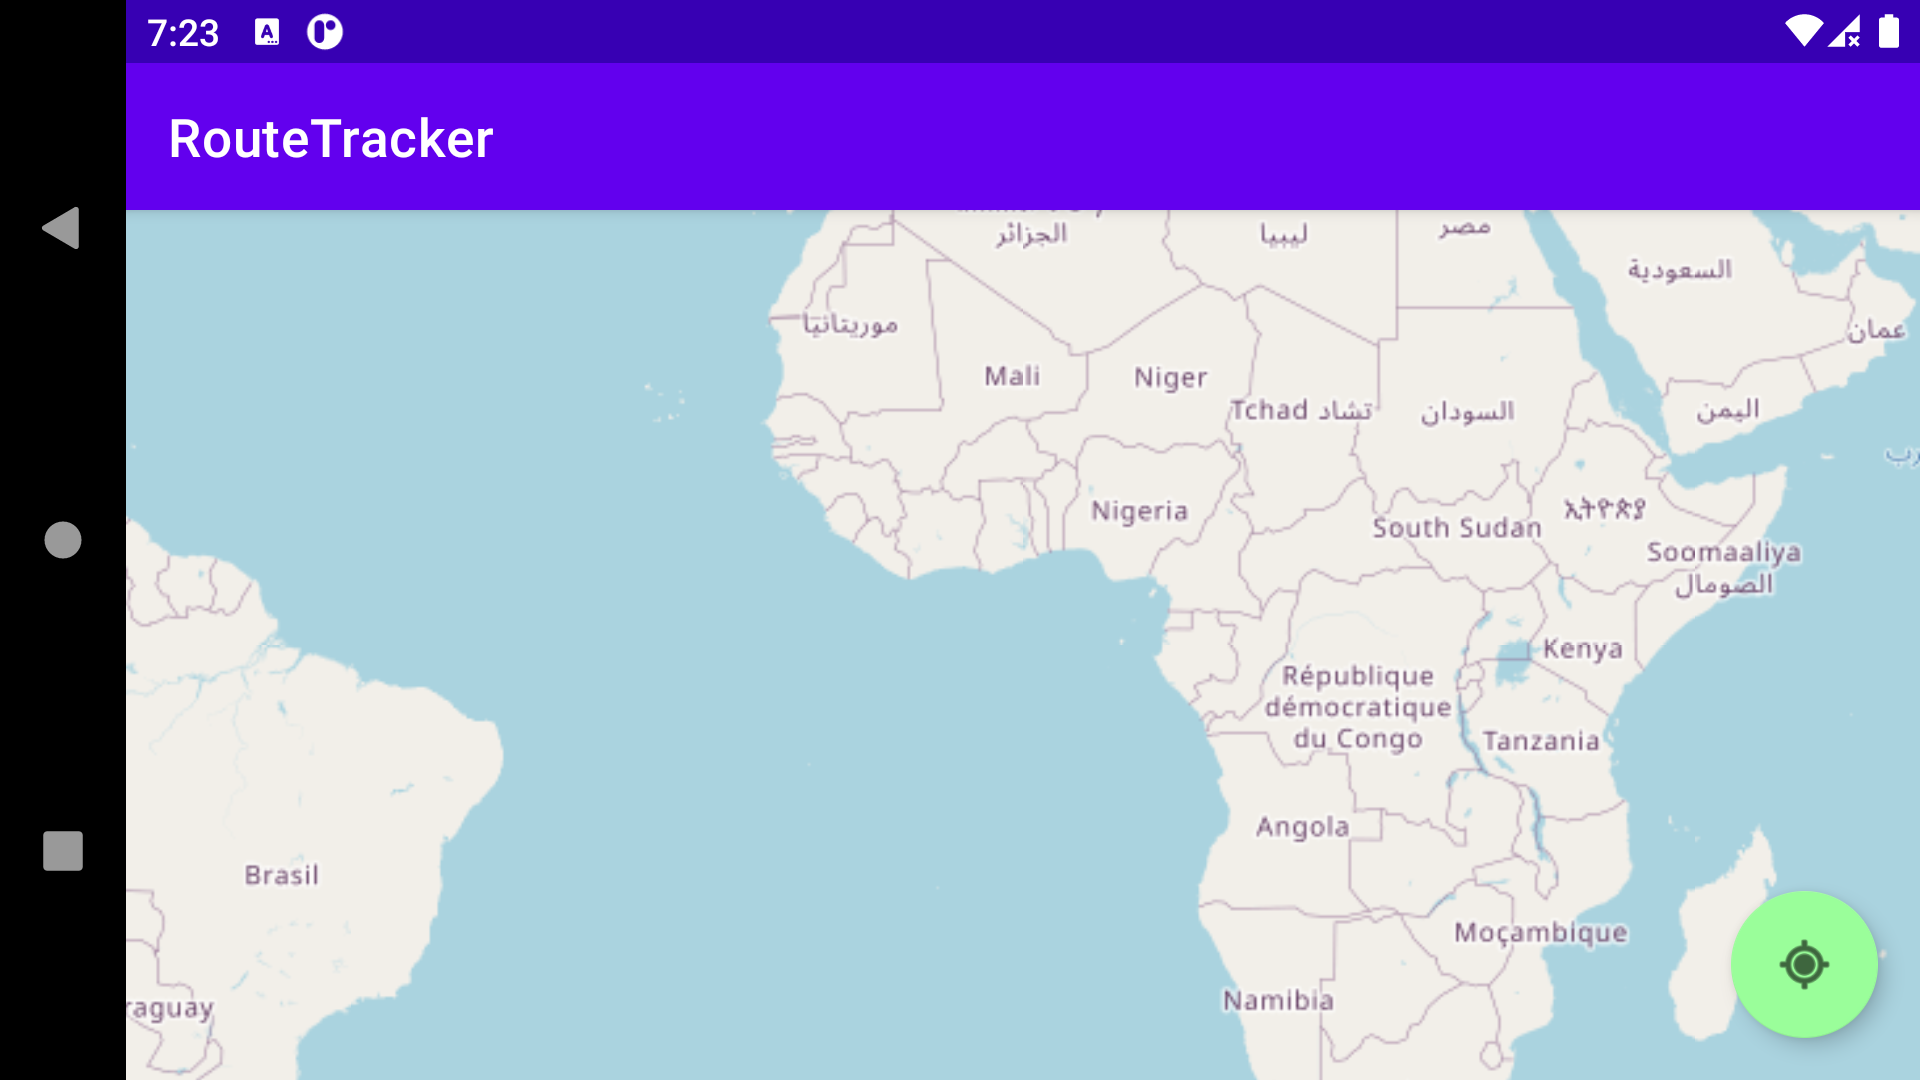 7:23
RouteTracker
الجزائر
ليبيا
مصر
السعودية
موريتانيا
عمان
Mali
Niger
Tchad تشاد
السودان
اليمن
Nigeria
ኢትዮጵያ
South Sudan
Soomaaliya
الصومال
Kenya
République
démocratique
du Congo
Tanzania
Angola
Brasil
Moçambique
Namibia
raguay